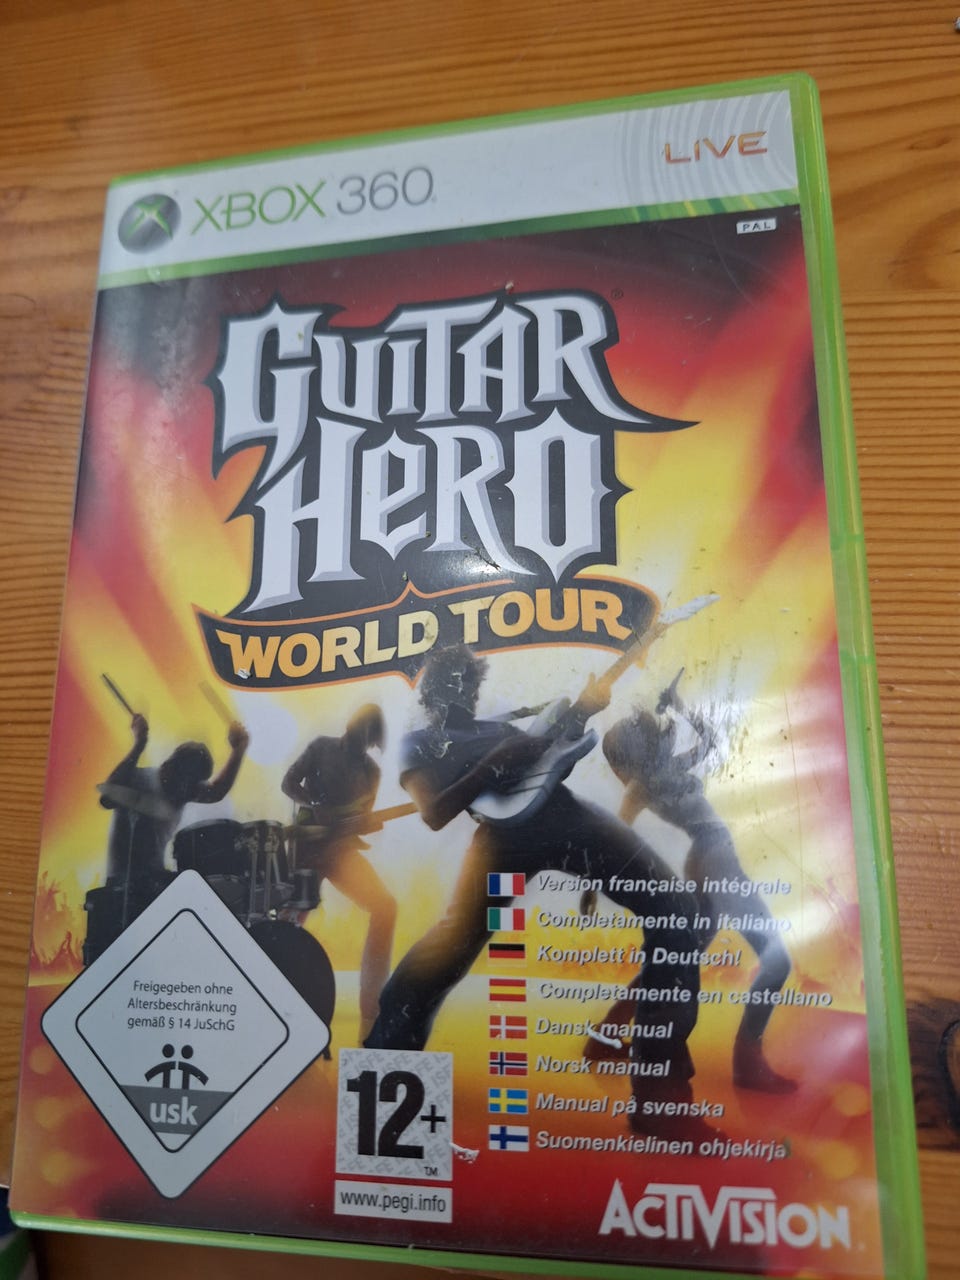 XBOX 360
LIVE
PAL
GUITAR
HERO
®
WORLD TOUR
Version française intégrale
Completamente in italiano
Komplett in Deutsch!
Completamente en castellano
Dansk manual
Norsk manual
Manual på svenska
Suomenkielinen ohjekirja
Freigegeben ohne
Altersbeschränkung
gemäß § 14 JuSchG
usk
12+
TM
www.pegi.info
ACTIVISION